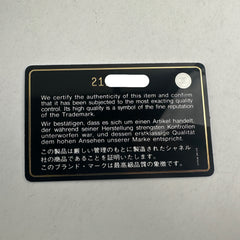 21
We certify the authenticity of this item and confirm
that it has been subjected to the most exacting quality
control. Its high quality is a symbol of the fine reputation
of the Trademark.
Wir bestätigen, dass es sich um einen Artikel handelt,
der während seiner Herstellung strengsten Kontrollen
unterworfen war, und dessen erstklassige Qualität
dem hohen Ansehen unserer Marke entspricht.
この製品は厳しい管理のもとに製造されたシャネル
社の商品であることを証明いたします。
このブランド・マークは最高級品質の象徴です。